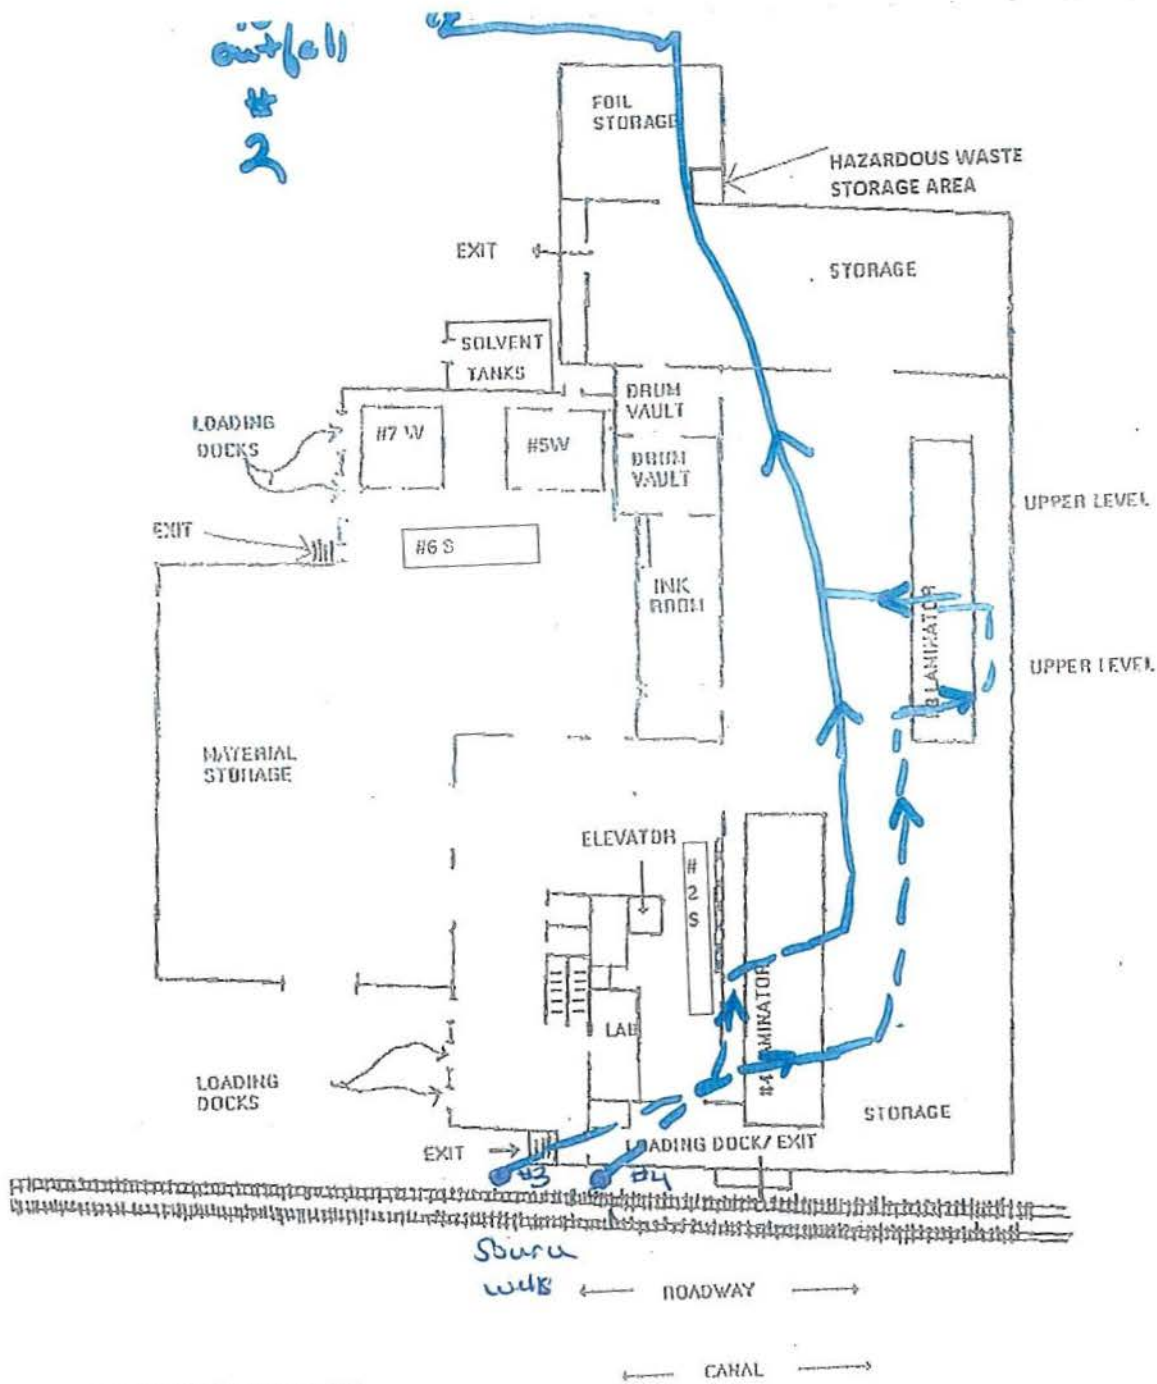 outfall
#
2
FOIL
STORAGE
HAZARDOUS WASTE
STORAGE AREA
EXIT
STORAGE
SOLVENT
TANKS
DRUM
VAULT
LOADING
DOCKS
#7 W
#5W
DRUM
VAULT
UPPER LEVEL
EXIT
#6 S
INK
ROOM
LAMINATOR
UPPER LEVEL
MATERIAL
STORAGE
ELEVATOR
#
2
S
#4 LAMINATOR
LAB
LOADING
DOCKS
STORAGE
EXIT
LOADING DOCK/ EXIT
#3
#4
Source
wells
ROADWAY
CANAL